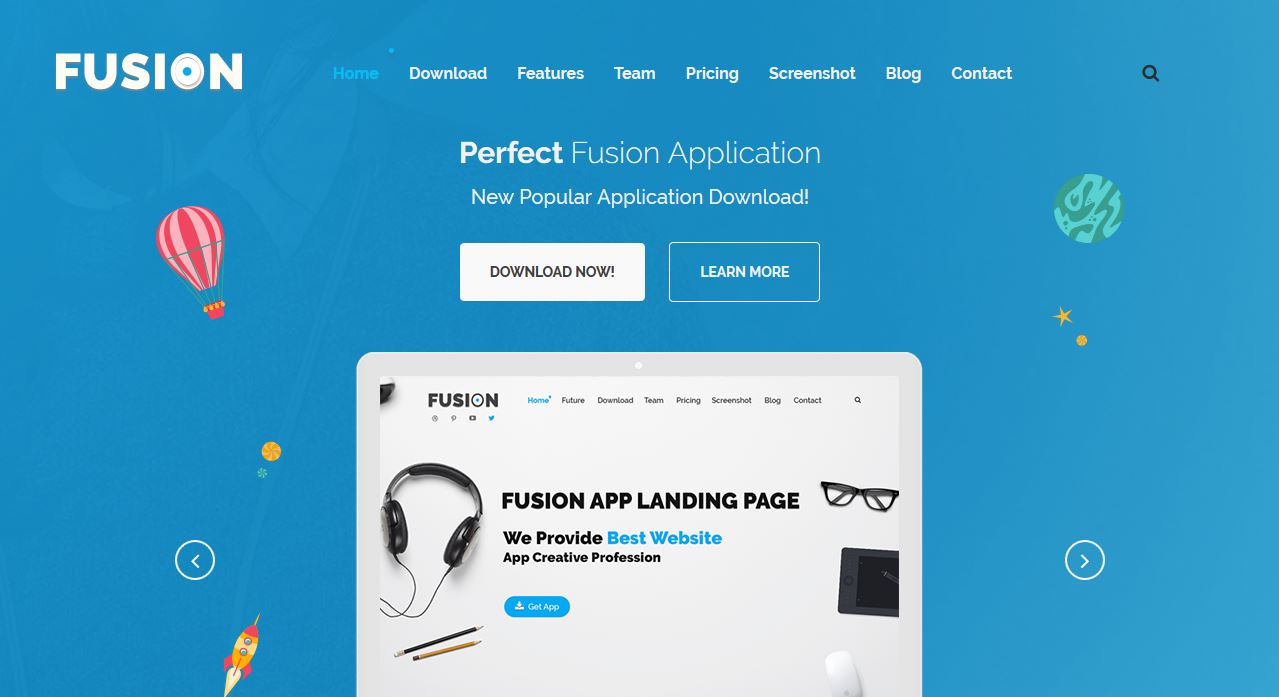 FUSION
Home Download Features Team Pricing Screenshot Blog Contact
Perfect Fusion Application
New Popular Application Download!
DOWNLOAD NOW! LEARN MORE
FUSION
Home Future Download Team Pricing Screenshot Blog Contact
FUSION APP LANDING PAGE
We Provide Best Website
App Creative Profession
Get App